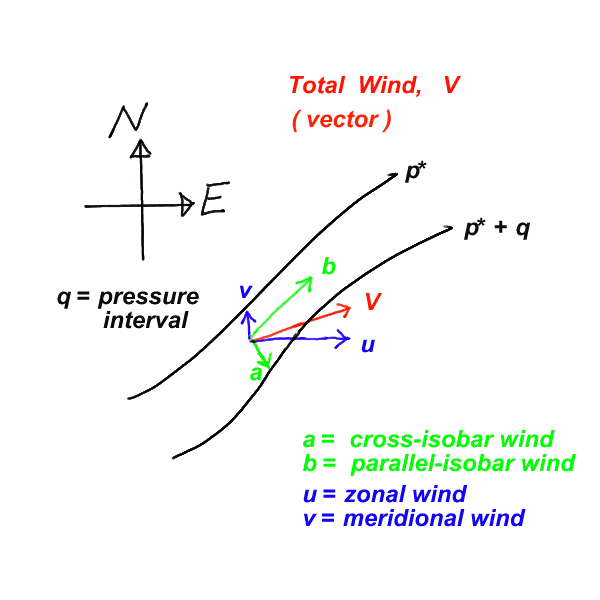 Total Wind, V
( vector )
N
E
p*
p* + q
q = pressure
interval
v
b
V
u
a
a = cross-isobar wind
b = parallel-isobar wind
u = zonal wind
v = meridional wind